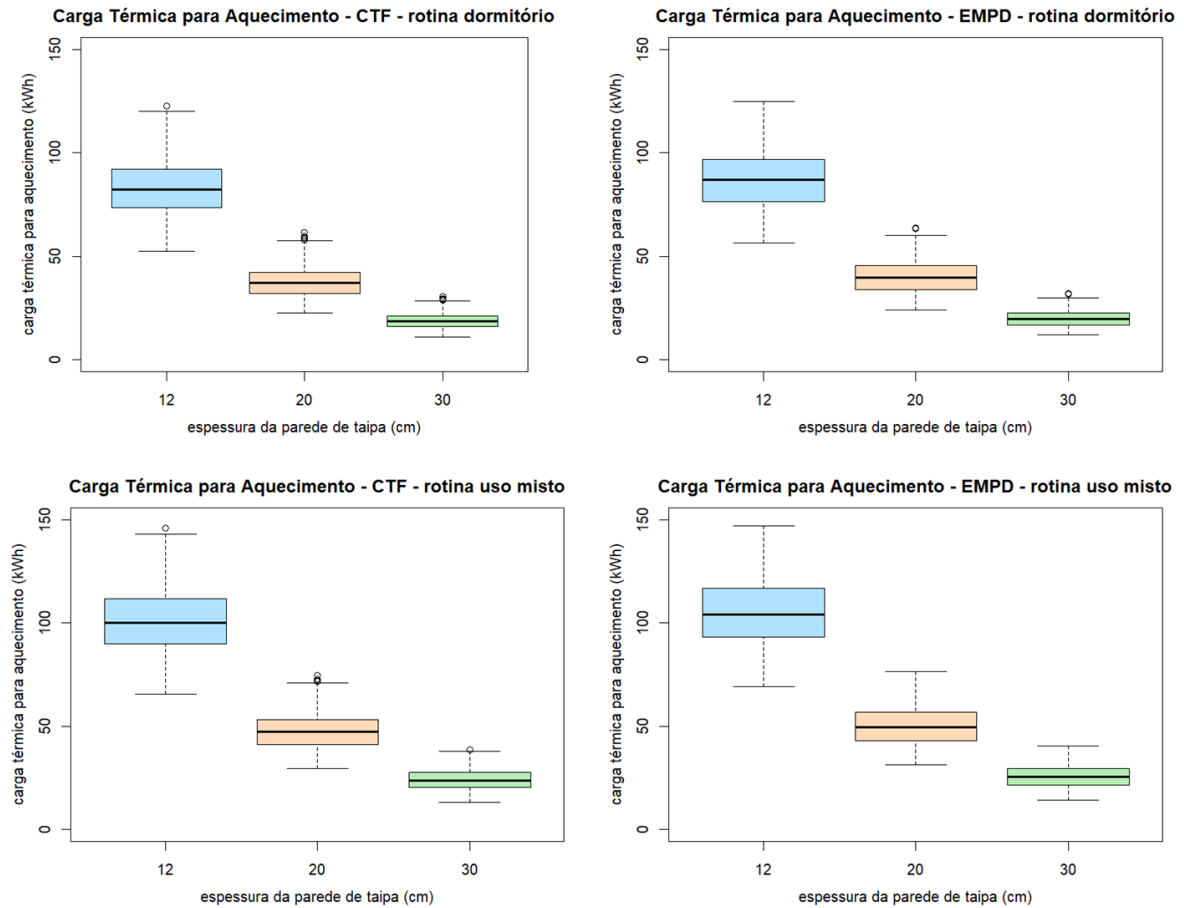 Carga Térmica para Aquecimento - CTF - rotina dormitório
carga térmica para aquecimento (kWh)
150
100
50
0
12
20
30
espessura da parede de taipa (cm)
Carga Térmica para Aquecimento - EMPD - rotina dormitório
carga térmica para aquecimento (kWh)
150
100
50
0
12
20
30
espessura da parede de taipa (cm)
Carga Térmica para Aquecimento - CTF - rotina uso misto
carga térmica para aquecimento (kWh)
150
100
50
0
12
20
30
espessura da parede de taipa (cm)
Carga Térmica para Aquecimento - EMPD - rotina uso misto
carga térmica para aquecimento (kWh)
150
100
50
0
12
20
30
espessura da parede de taipa (cm)